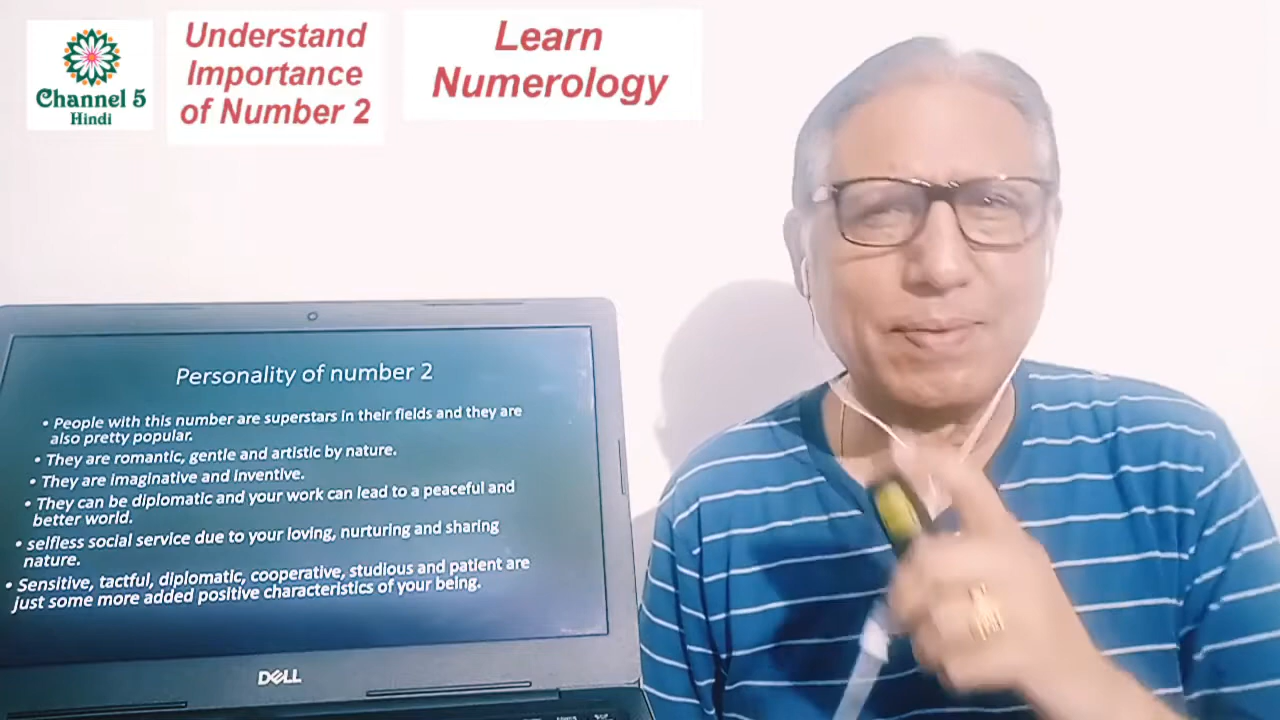 Channel 5
Hindi
Understand
Importance
of Number 2
Learn
Numerology
Personality of number 2
• People with this number are superstars in their fields and they are
also pretty popular.
• They are romantic, gentle and artistic by nature.
• They are imaginative and inventive.
• They can be diplomatic and your work can lead to a peaceful and
better world.
• selfless social service due to your loving, nurturing and sharing
nature.
• Sensitive, tactful, diplomatic, cooperative, studious and patient are
just some more added positive characteristics of your being.
DELL